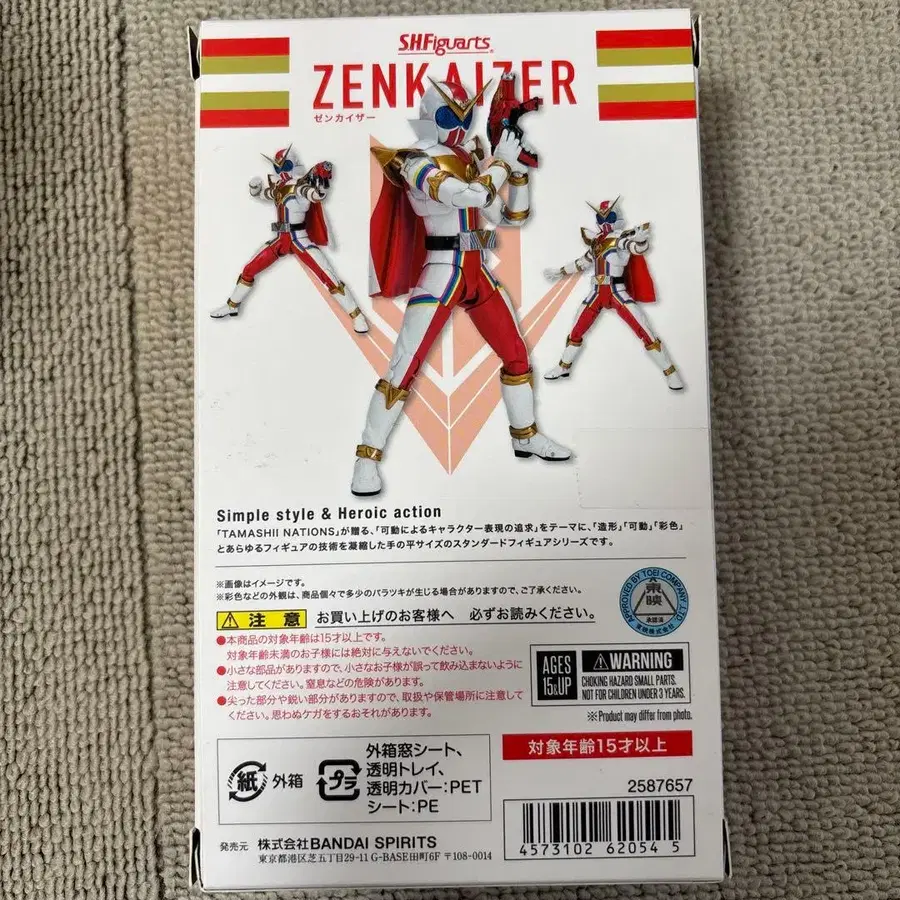 S.H.Figuarts
ZENKAIZER
ゼンカイザー
Simple style & Heroic action
「TAMASHII NATIONS」が贈る、「可動によるキャラクター表現の追求」をテーマに、「造形」「可動」「彩色」
とあらゆるフィギュアの技術を凝縮した手の平サイズのスタンダードフィギュアシリーズです。
※画像はイメージです。
※彩色などの外観は、商品個々で多少のバラツキが生じる場合がありますので、ご了承ください。
注意 お買い上げのお客様へ 必ずお読みください。
●本商品の対象年齢は15才以上です。
対象年齢未満のお子様には絶対に与えないでください。
●小さな部品がありますので、小さなお子様が誤って飲み込まないように
注意してください。窒息などの危険があります。
●尖った部分や鋭い部分がありますので、取扱や保管場所に注意して
ください。思わぬケガをするおそれがあります。
APPROVED BY TOEI COMPANY, LTD
東映
承認済
東映株式会社
AGES
15&UP
WARNING
CHOKING HAZARD SMALL PARTS.
NOT FOR CHILDREN UNDER 3 YEARS.
※Product may differ from photo.
対象年齢15才以上
紙 外箱
プラ
外箱窓シート、
透明トレイ、
透明カバー:PET
シート:PE
2587657
4573102 62054 5
発売元 株式会社BANDAI SPIRITS
東京都港区芝五丁目29-11 G-BASE田町6F 〒108-0014